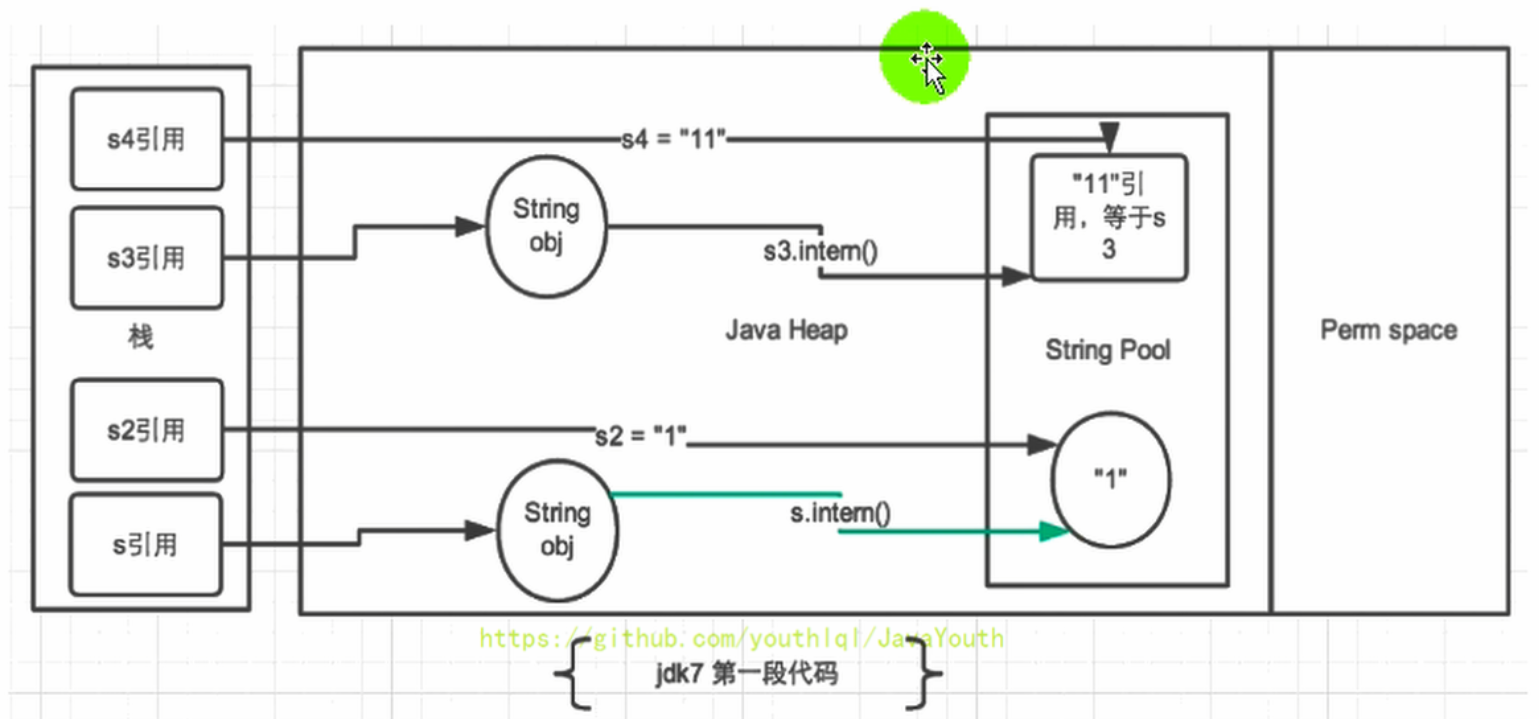 s4引用
s4 = "11"
"11"引
用，等于s
3
String
obj
s3引用
s3.intern()
栈
Java Heap
String Pool
Perm space
s2引用
s2 = "1"
"1"
String
obj
s.intern()
s引用
https://github.com/youthlql/JavaYouth
jdk7 第一段代码